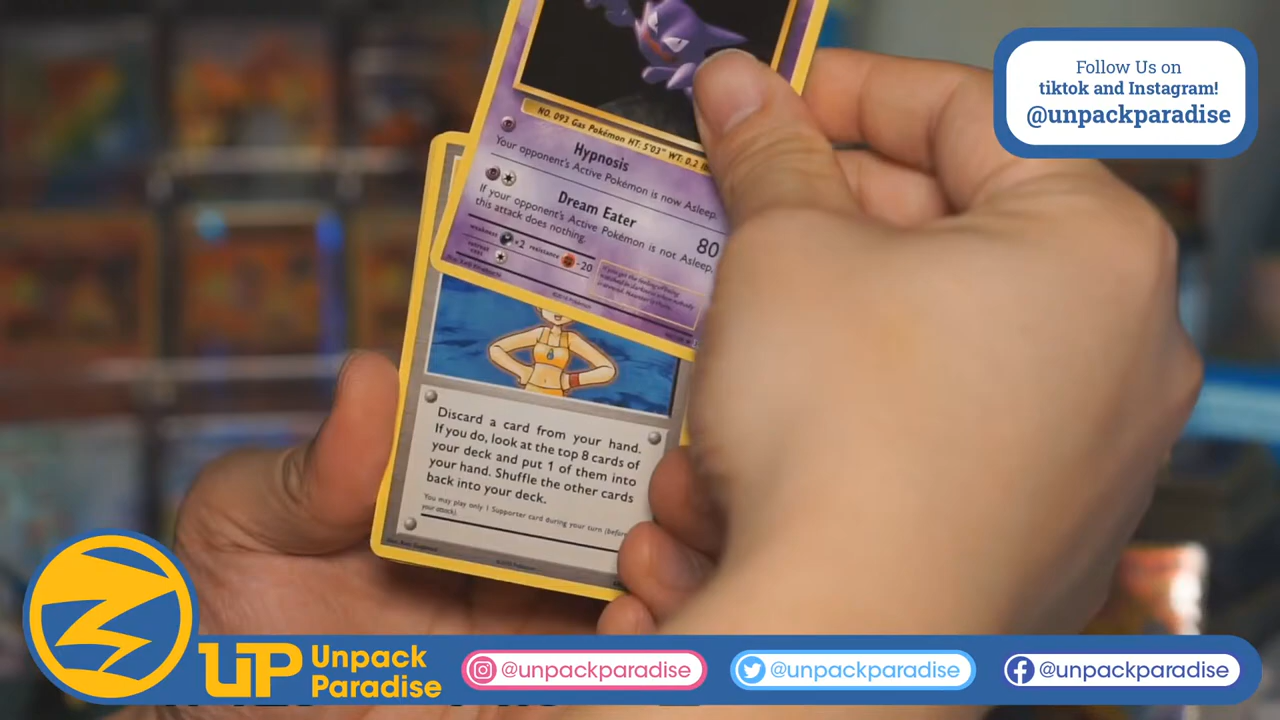 Follow Us on
tiktok and Instagram!
@unpackparadise
NO. 093 Gas Pokémon HT: 5'03" WT: 0.2
Hypnosis
Your opponent's Active Pokémon is now Asleep.
Dream Eater
80
If your opponent's Active Pokémon is not Asleep,
this attack does nothing.
weakness ×2 resistance -20
retreat cost
Discard a card from your hand.
If you do, look at the top 8 cards of
your deck and put 1 of them into
your hand. Shuffle the other cards
back into your deck.
You may play only 1 Supporter card during your turn (before
your attack).
UP
Unpack
Paradise
@unpackparadise
@unpackparadise
@unpackparadise